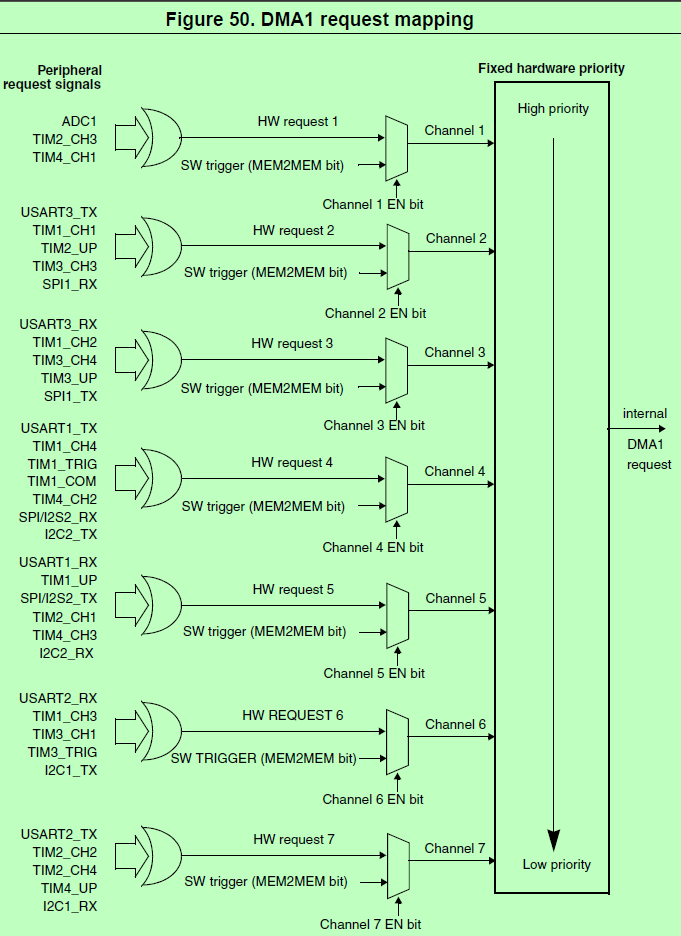 Figure 50. DMA1 request mapping
Peripheral
request signals
Fixed hardware priority
High priority
ADC1
TIM2_CH3
TIM4_CH1
HW request 1
SW trigger (MEM2MEM bit)
Channel 1
Channel 1 EN bit
USART3_TX
TIM1_CH1
TIM2_UP
TIM3_CH3
SPI1_RX
HW request 2
SW trigger (MEM2MEM bit)
Channel 2
Channel 2 EN bit
USART3_RX
TIM1_CH2
TIM3_CH4
TIM3_UP
SPI1_TX
HW request 3
SW trigger (MEM2MEM bit)
Channel 3
Channel 3 EN bit
internal
DMA1
request
USART1_TX
TIM1_CH4
TIM1_TRIG
TIM1_COM
TIM4_CH2
SPI/I2S2_RX
I2C2_TX
HW request 4
SW trigger (MEM2MEM bit)
Channel 4
Channel 4 EN bit
USART1_RX
TIM1_UP
SPI/I2S2_TX
TIM2_CH1
TIM4_CH3
I2C2_RX
HW request 5
SW trigger (MEM2MEM bit)
Channel 5
Channel 5 EN bit
USART2_RX
TIM1_CH3
TIM3_CH1
TIM3_TRIG
I2C1_TX
HW REQUEST 6
SW TRIGGER (MEM2MEM bit)
Channel 6
Channel 6 EN bit
USART2_TX
TIM2_CH2
TIM2_CH4
TIM4_UP
I2C1_RX
HW request 7
SW trigger (MEM2MEM bit)
Channel 7
Channel 7 EN bit
Low priority